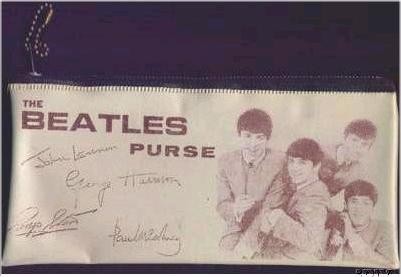 THE
BEATLES
PURSE
John Lennon
George Harrison
Ringo Starr
Paul McCartney